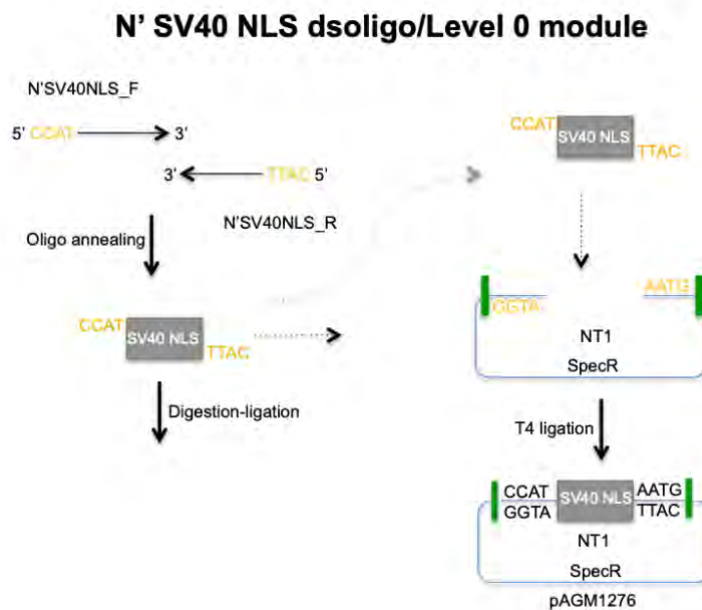 N' SV40 NLS dsoligo/Level 0 module
N'SV40NLS_F
5' CCAT 3'
3' TTAC 5'
N'SV40NLS_R
Oligo annealing
CCAT SV40 NLS TTAC
Digestion-ligation
CCAT SV40 NLS TTAC
GGTA AATG
NT1
SpecR
T4 ligation
CCAT SV40 NLS AATG
GGTA TTAC
NT1
SpecR
pAGM1276